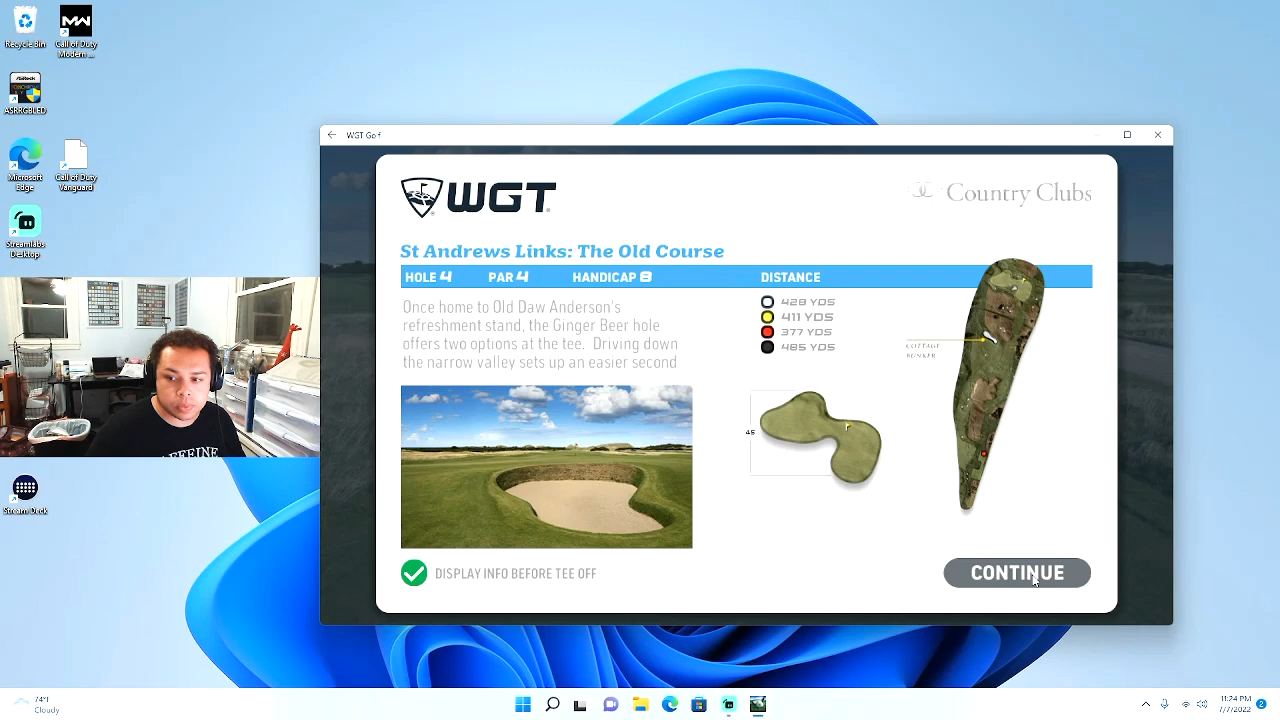 Recycle Bin
Call of Duty
Modern ...
ASRRGBLED
Microsoft
Edge
Call of Duty
Vanguard
Streamlabs
Desktop
Stream Deck
WGT Golf
WGT
Country Clubs
St Andrews Links: The Old Course
HOLE 4 PAR 4 HANDICAP 8 DISTANCE
Once home to Old Daw Anderson's
refreshment stand, the Ginger Beer hole
offers two options at the tee. Driving down
the narrow valley sets up an easier second
428 YDS
411 YDS
377 YDS
485 YDS
COTTAGE
BUNKER
45
DISPLAY INFO BEFORE TEE OFF
CONTINUE
74°F
Cloudy
11:24 PM
7/7/2022
2